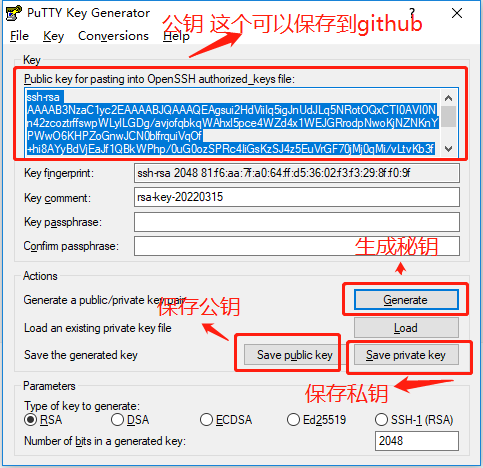 PuTTY Key Generator
公钥 这个可以保存到github
File Key Conversions Help
Key
Public key for pasting into OpenSSH authorized_keys file:
ssh-rsa
AAAAB3NzaC1yc2EAAAABJQAAAQEAgsui2HdViilq5igJnUdJLq5NRotOQxCTI0AVI0N
n42zcoztrffswpWLylLGDg/avjofqbkqWAhxl5pce4WZd4x1WEJGRrodpNwoKjNZNKnY
PWwO6KHPZoGnwJCN0blfrquiVqOf
+hi8AYyBdVjEaJf1QBkWPhp/0uG0ozSPRc4liGsKzSJ4z5EuVrGF70jMj0qMi/vLtvKb3f
Key fingerprint: ssh-rsa 2048 81:f6:aa:7f:a0:64:ff:d5:36:02:f3:f3:29:8f:f0:9f
Key comment: rsa-key-20220315
Key passphrase:
Confirm passphrase:
生成秘钥
Actions
Generate a public/private key pair
Generate
保存公钥
Load an existing private key file
Load
Save the generated key
Save public key
Save private key
保存私钥
Parameters
Type of key to generate:
RSA DSA ECDSA Ed25519 SSH-1 (RSA)
Number of bits in a generated key: 2048